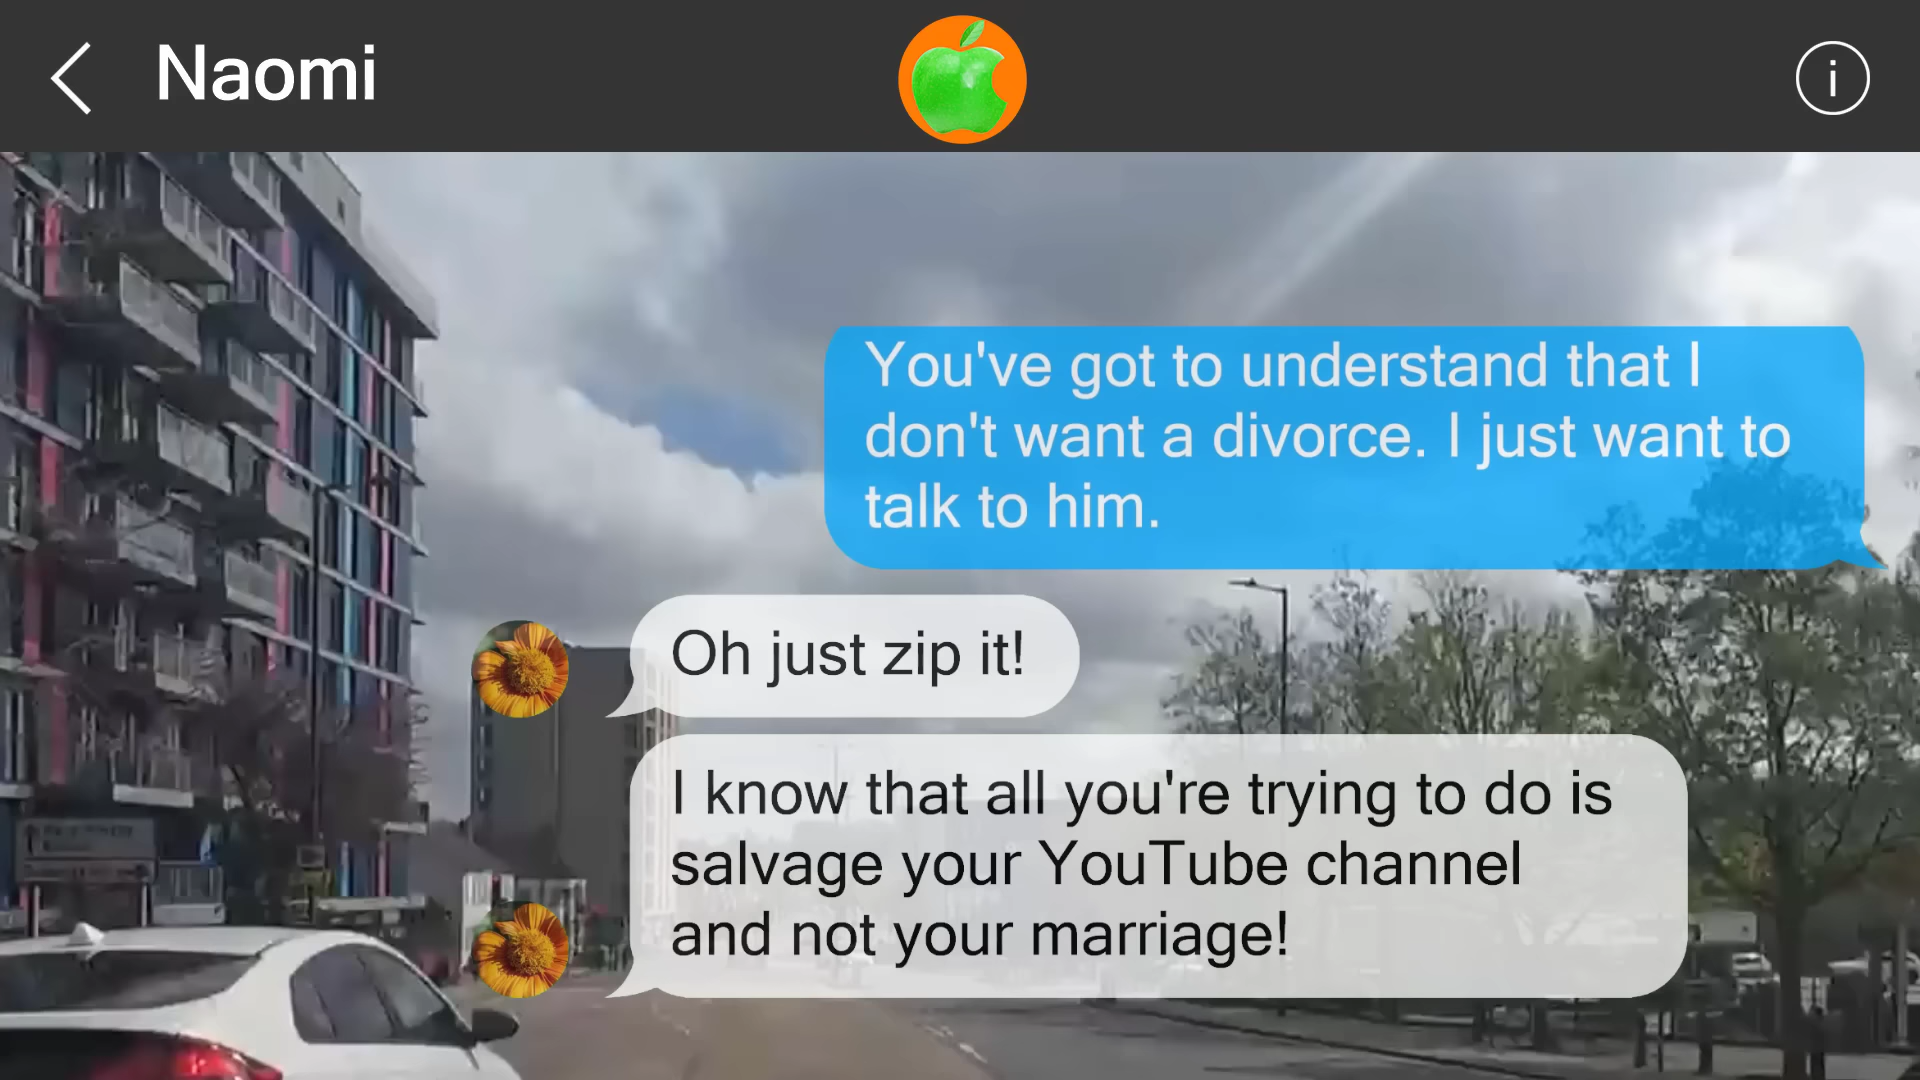 Naomi
i
You've got to understand that I
don't want a divorce. I just want to
talk to him.
Oh just zip it!
I know that all you're trying to do is
salvage your YouTube channel
and not your marriage!